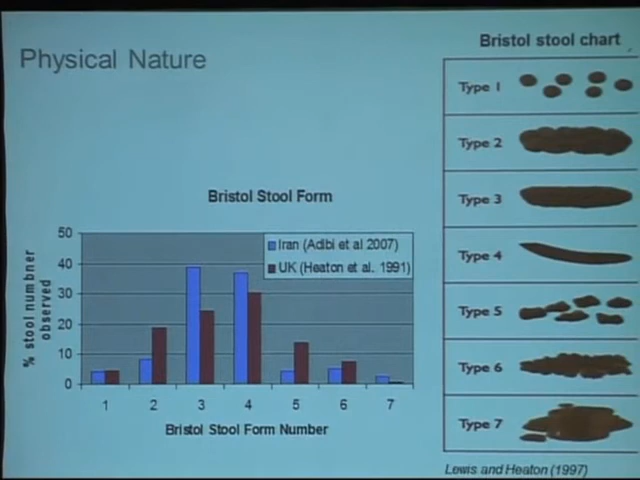 Physical Nature
Bristol stool chart
Type 1
Type 2
Type 3
Type 4
Type 5
Type 6
Type 7
Lewis and Heaton (1997)
Bristol Stool Form
Iran (Adibi et al 2007)
UK (Heaton et al. 1991)
% stool numbner
observed
50
40
30
20
10
0
1 2 3 4 5 6 7
Bristol Stool Form Number